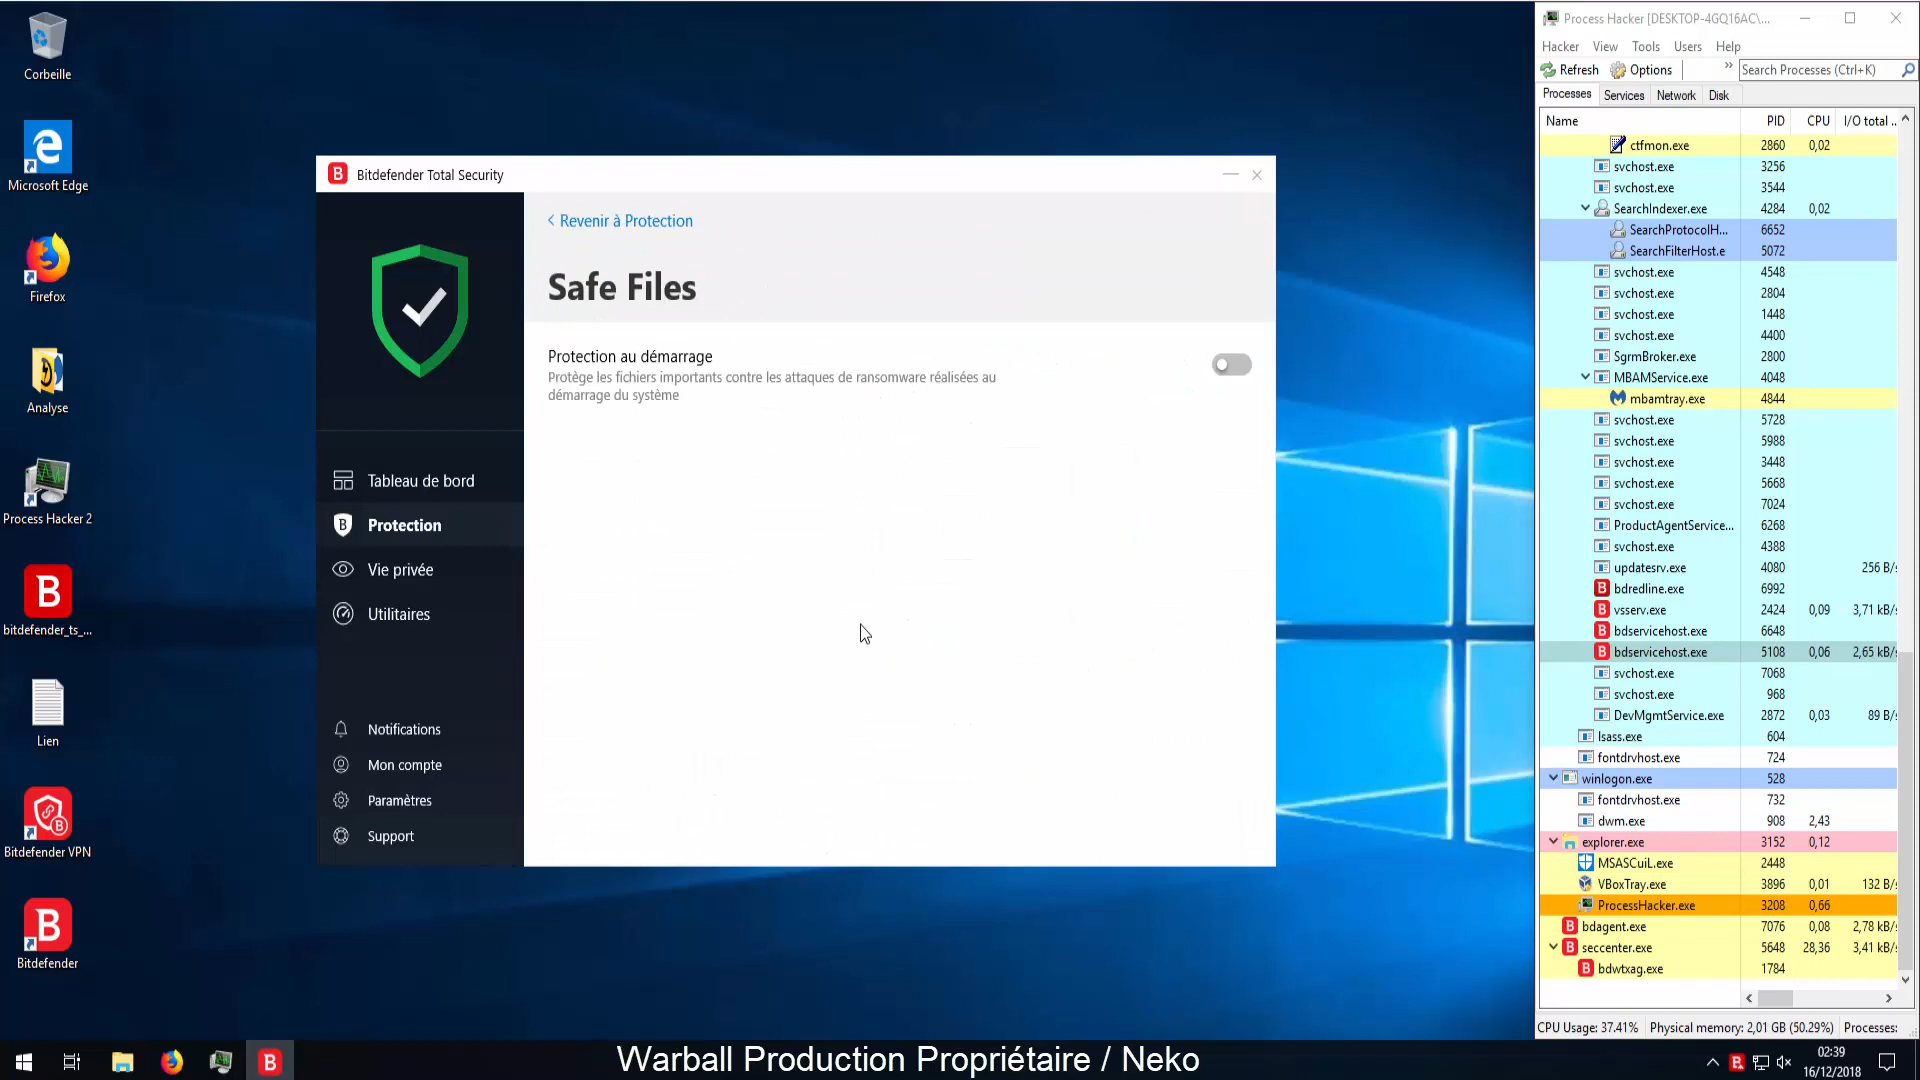 Corbeille
Microsoft Edge
Firefox
Analyse
Process Hacker 2
bitdefender_ts_...
Lien
Bitdefender VPN
Bitdefender
Bitdefender Total Security
Tableau de bord
Protection
Vie privée
Utilitaires
Notifications
Mon compte
Paramètres
Support
Revenir à Protection
Safe Files
Protection au démarrage
Protège les fichiers importants contre les attaques de ransomware réalisées au
démarrage du système
Process Hacker [DESKTOP-4GQ16AC\...
Hacker View Tools Users Help
Refresh Options » Search Processes (Ctrl+K)
Processes Services Network Disk
Name PID CPU I/O total ...
ctfmon.exe 2860 0,02
svchost.exe 3256
svchost.exe 3544
SearchIndexer.exe 4284 0,02
SearchProtocolH... 6652
SearchFilterHost.e 5072
svchost.exe 4548
svchost.exe 2804
svchost.exe 1448
svchost.exe 4400
SgrmBroker.exe 2800
MBAMService.exe 4048
mbamtray.exe 4844
svchost.exe 5728
svchost.exe 5988
svchost.exe 3448
svchost.exe 5668
svchost.exe 7024
ProductAgentService... 6268
svchost.exe 4388
updatesrv.exe 4080 256 B/s
bdredline.exe 6992
vsserv.exe 2424 0,09 3,71 kB/s
bdservicehost.exe 6648
bdservicehost.exe 5108 0,06 2,65 kB/s
svchost.exe 7068
svchost.exe 968
DevMgmtService.exe 2872 0,03 89 B/s
lsass.exe 604
fontdrvhost.exe 724
winlogon.exe 528
fontdrvhost.exe 732
dwm.exe 908 2,43
explorer.exe 3152 0,12
MSASCuiL.exe 2448
VBoxTray.exe 3896 0,01 132 B/s
ProcessHacker.exe 3208 0,66
bdagent.exe 7076 0,08 2,78 kB/s
seccenter.exe 5648 28,36 3,41 kB/s
bdwtxag.exe 1784
CPU Usage: 37.41% Physical memory: 2,01 GB (50.29%) Processes:
Warball Production Propriétaire / Neko
02:39
16/12/2018